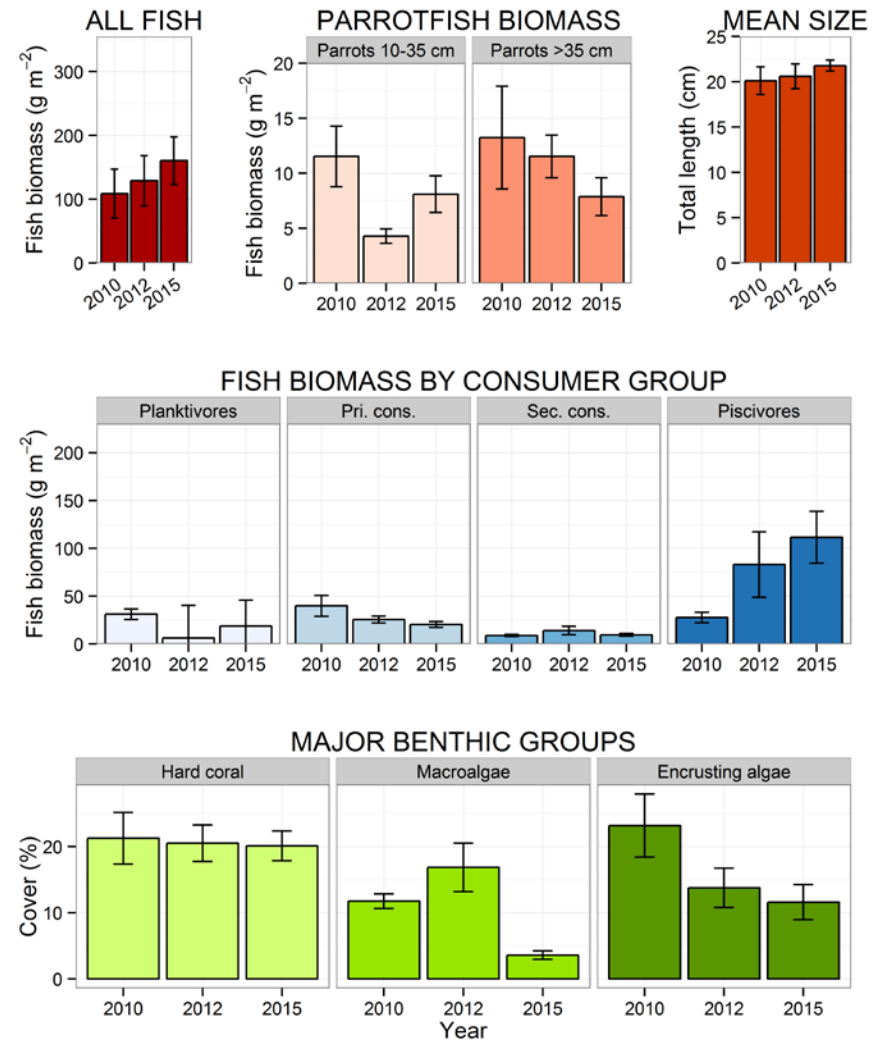 ALL FISH
PARROTFISH BIOMASS
MEAN SIZE
Parrots 10-35 cm
Parrots >35 cm
Fish biomass (g m⁻²)
300
200
100
0
2010
2012
2015
Fish biomass (g m⁻²)
20
15
10
5
0
2010
2012
2015
2010
2012
2015
Total length (cm)
25
20
15
10
5
0
2010
2012
2015
FISH BIOMASS BY CONSUMER GROUP
Planktivores
Pri. cons.
Sec. cons.
Piscivores
Fish biomass (g m⁻²)
200
150
100
50
0
2010
2012
2015
2010
2012
2015
2010
2012
2015
2010
2012
2015
MAJOR BENTHIC GROUPS
Hard coral
Macroalgae
Encrusting algae
Cover (%)
20
10
0
2010
2012
2015
2010
2012
2015
2010
2012
2015
Year